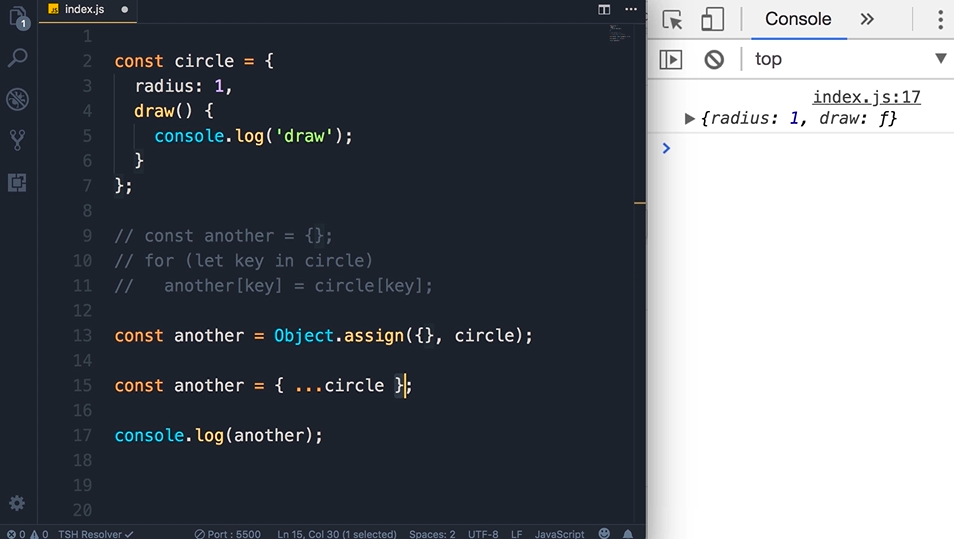 JS index.js
1
1
2 const circle = {
3 radius: 1,
4 draw() {
5 console.log('draw');
6 }
7 };
8
9 // const another = {};
10 // for (let key in circle)
11 // another[key] = circle[key];
12
13 const another = Object.assign({}, circle);
14
15 const another = { ...circle };
16
17 console.log(another);
18
19
20
0 0 TSH Resolver Port : 5500 Ln 15, Col 30 (1 selected) Spaces: 2 UTF-8 LF JavaScript
Console
top
index.js:17
{radius: 1, draw: ƒ}